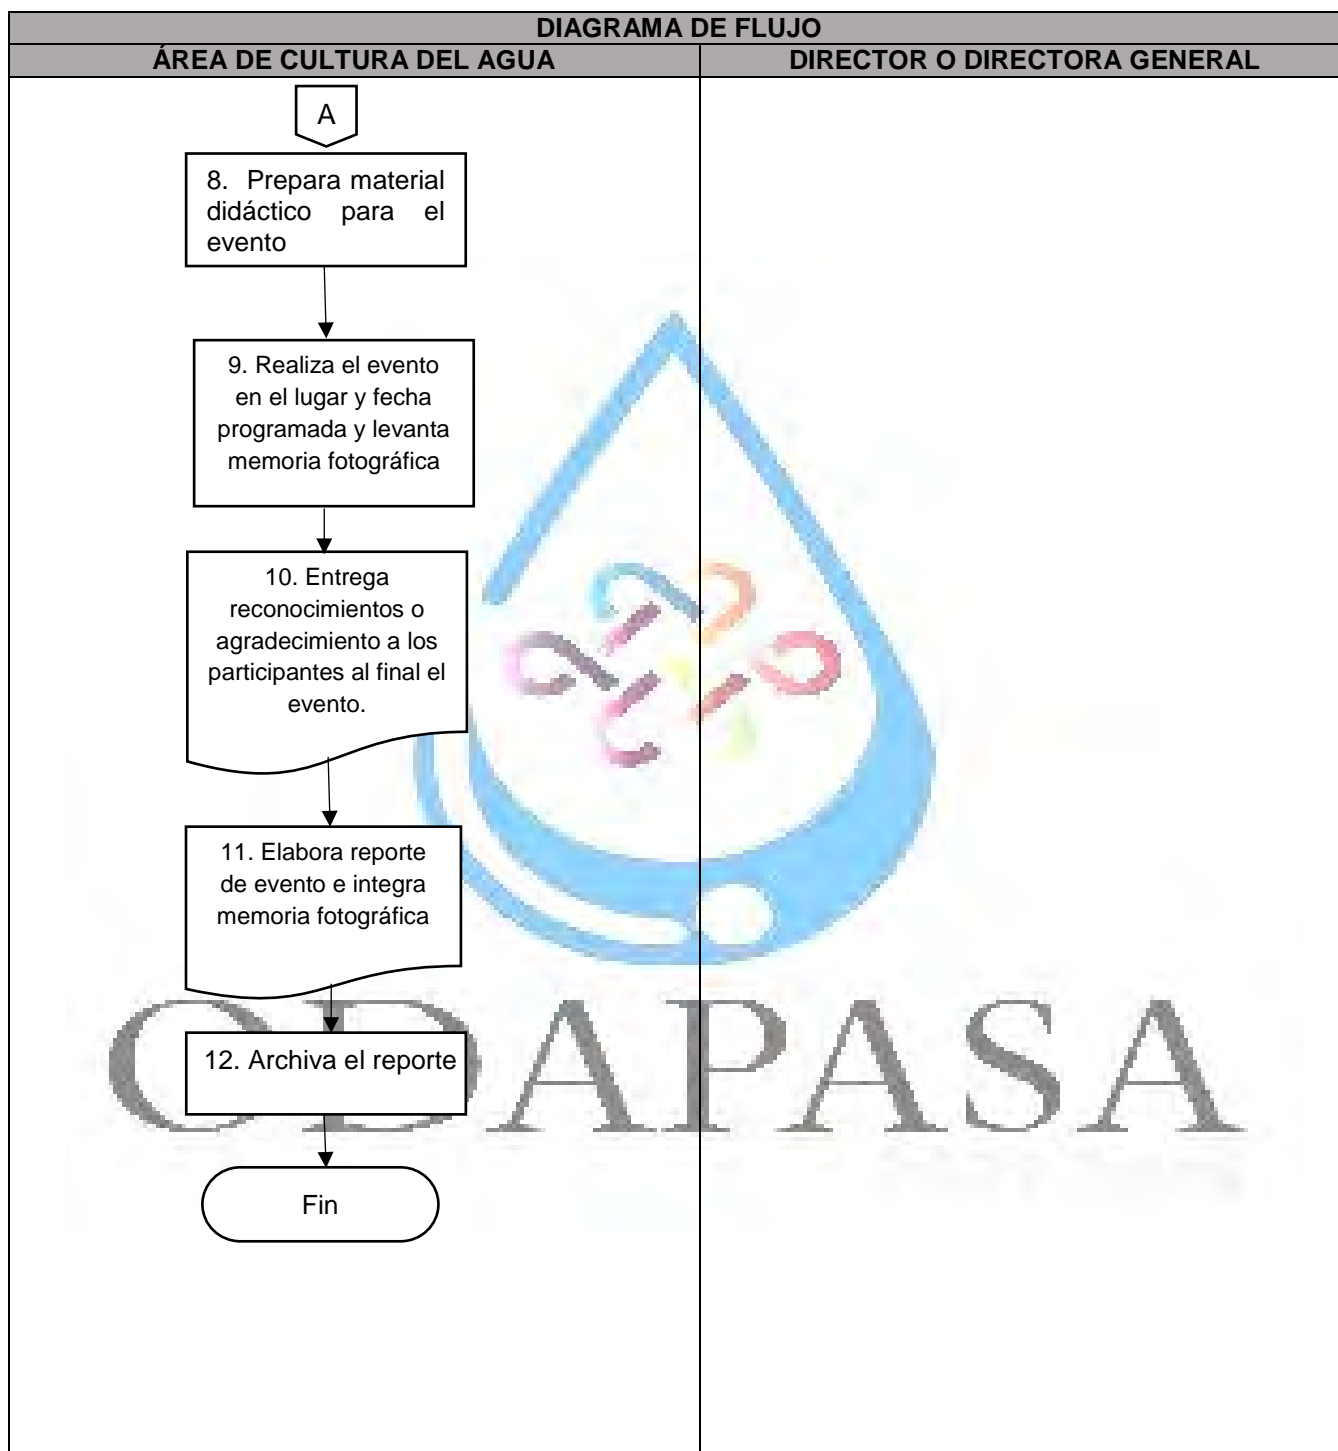 DIAGRAMA DE FLUJO
ÁREA DE CULTURA DEL AGUA
DIRECTOR O DIRECTORA GENERAL
A
8. Prepara material
didáctico para el
evento
9. Realiza el evento
en el lugar y fecha
programada y levanta
memoria fotográfica
10. Entrega
reconocimientos o
agradecimiento a los
participantes al final el
evento.
11. Elabora reporte
de evento e integra
memoria fotográfica
12. Archiva el reporte
Fin
CDAPASA